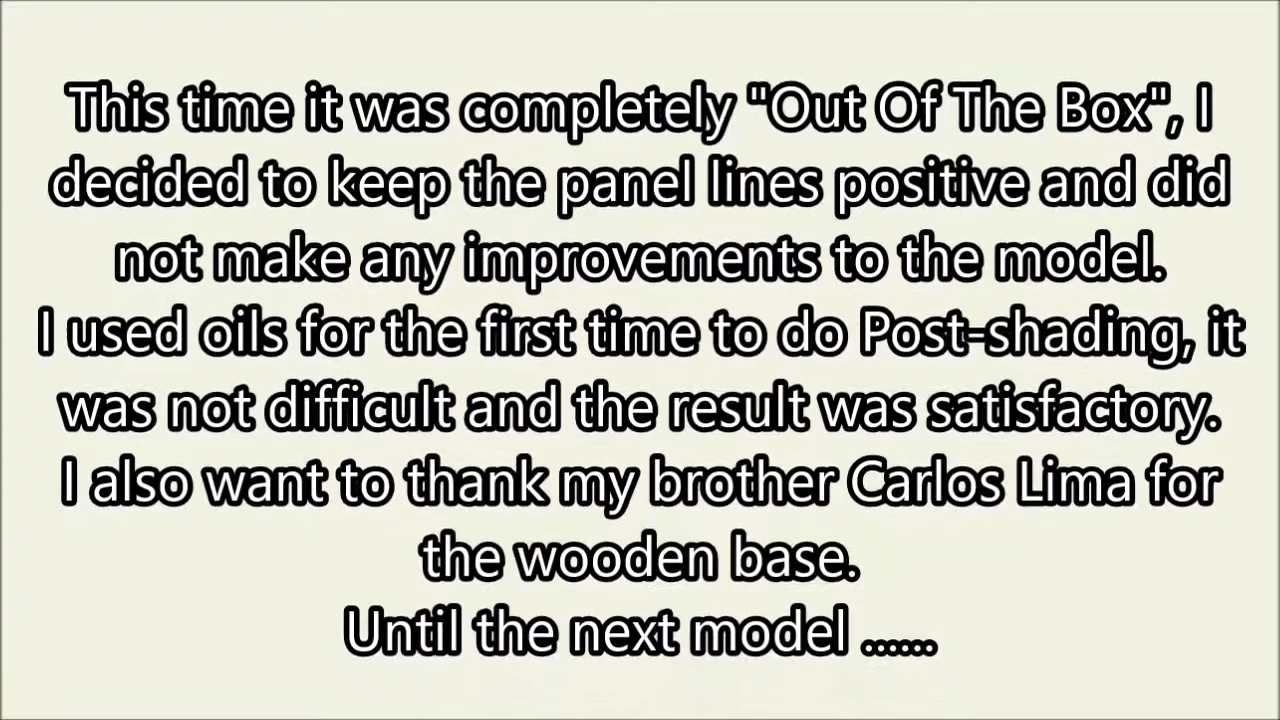 This time it was completely "Out Of The Box", I
decided to keep the panel lines positive and did
not make any improvements to the model.
I used oils for the first time to do Post-shading, it
was not difficult and the result was satisfactory.
I also want to thank my brother Carlos Lima for
the wooden base.
Until the next model ......